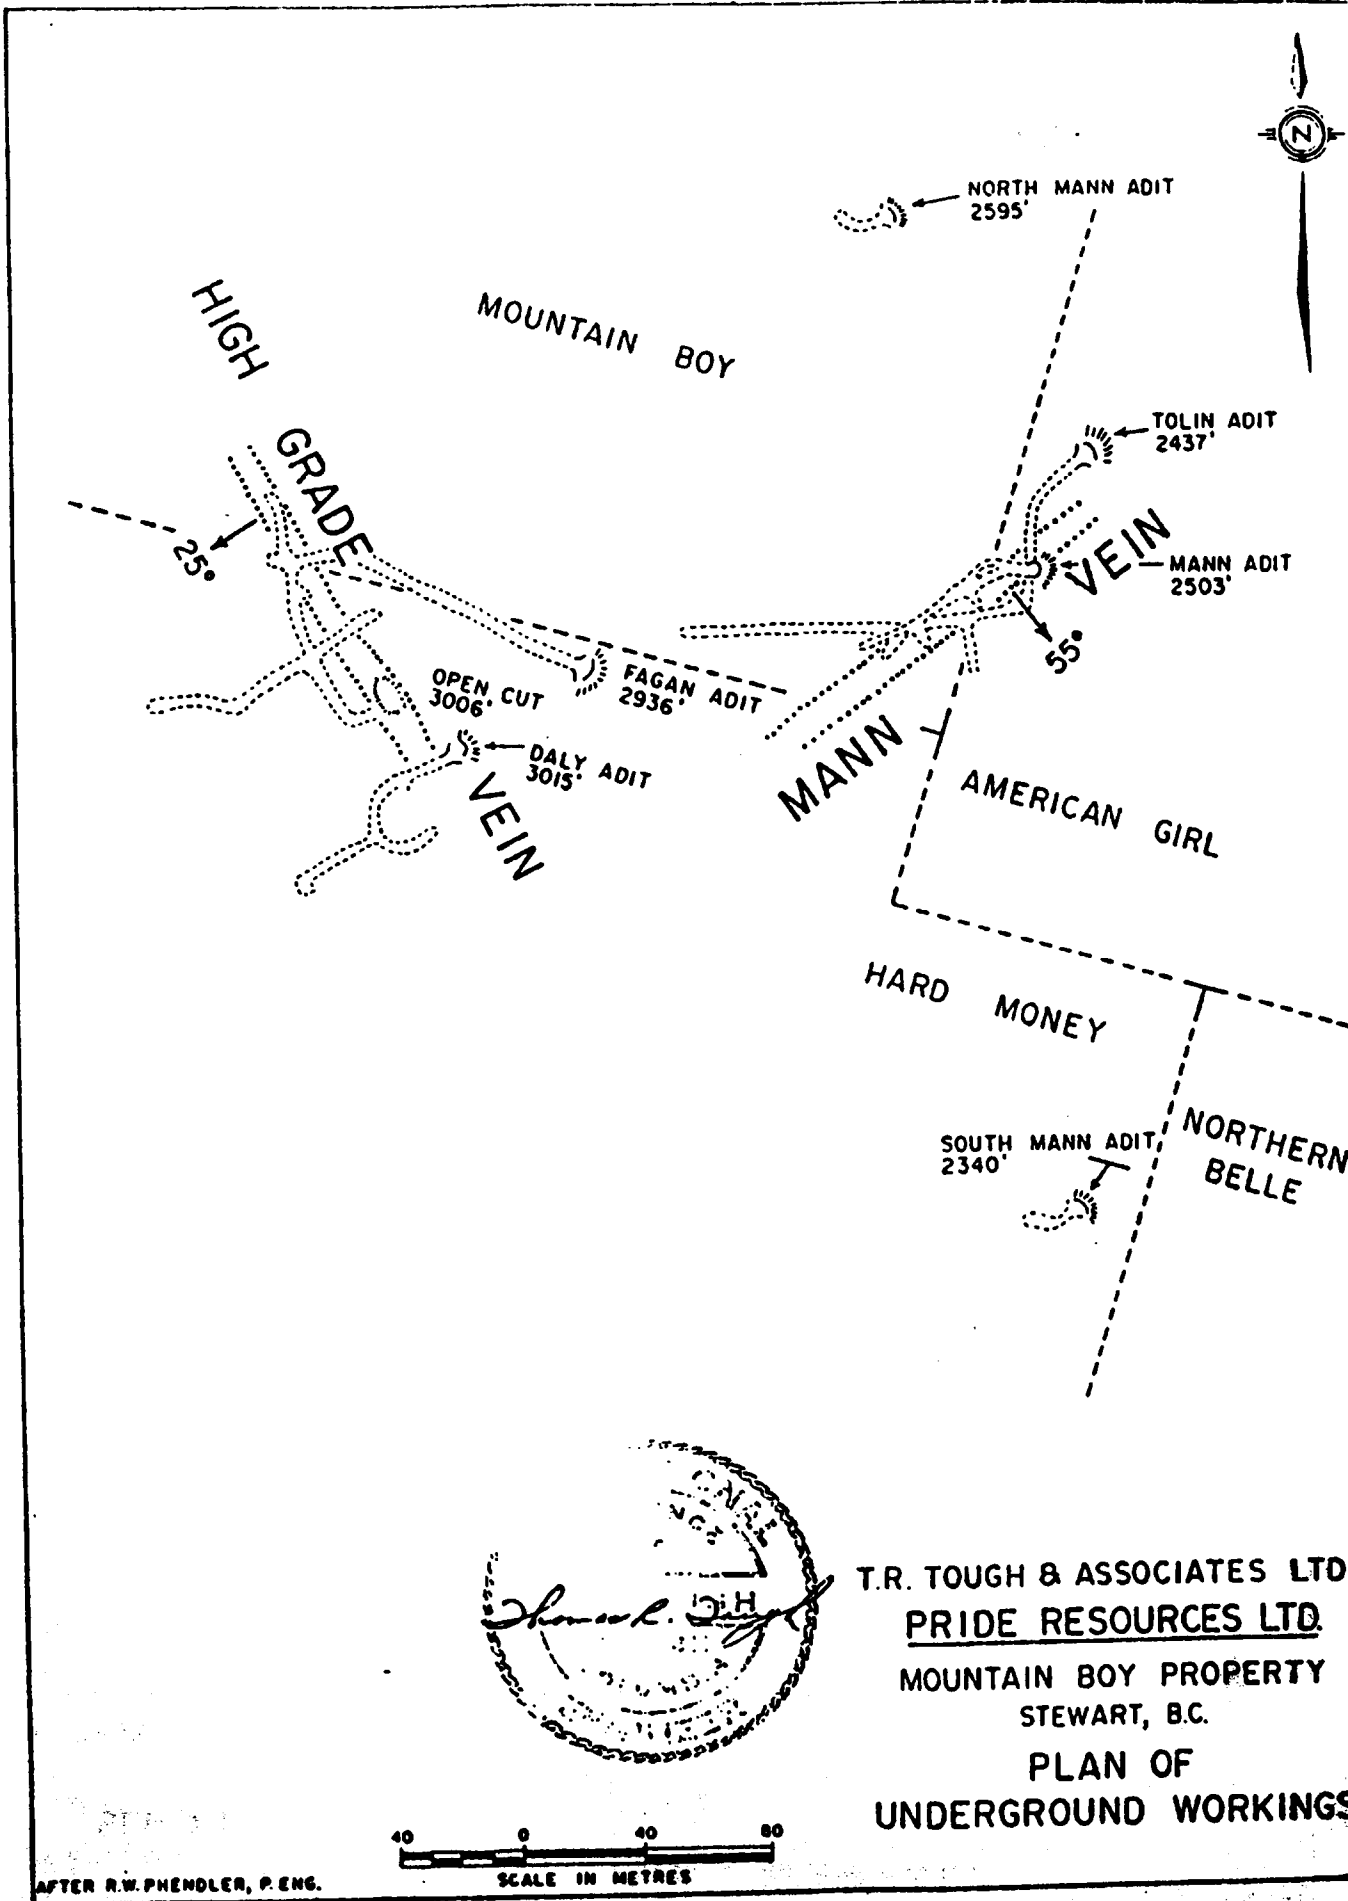 N
NORTH MANN ADIT
2595'
HIGH GRADE VEIN
MOUNTAIN BOY
TOLIN ADIT
2437'
25°
MANN VEIN
MANN ADIT
2503'
55°
OPEN CUT
3006'
FAGAN ADIT
2936'
DALY ADIT
3015'
AMERICAN GIRL
HARD MONEY
SOUTH MANN ADIT
2340'
NORTHERN
BELLE
Thomas R. Tough
T.R. TOUGH & ASSOCIATES LTD
PRIDE RESOURCES LTD.
MOUNTAIN BOY PROPERTY
STEWART, B.C.
PLAN OF
UNDERGROUND WORKINGS
40 0 40 80
SCALE IN METRES
AFTER R.W. PHENDLER, P. ENG.